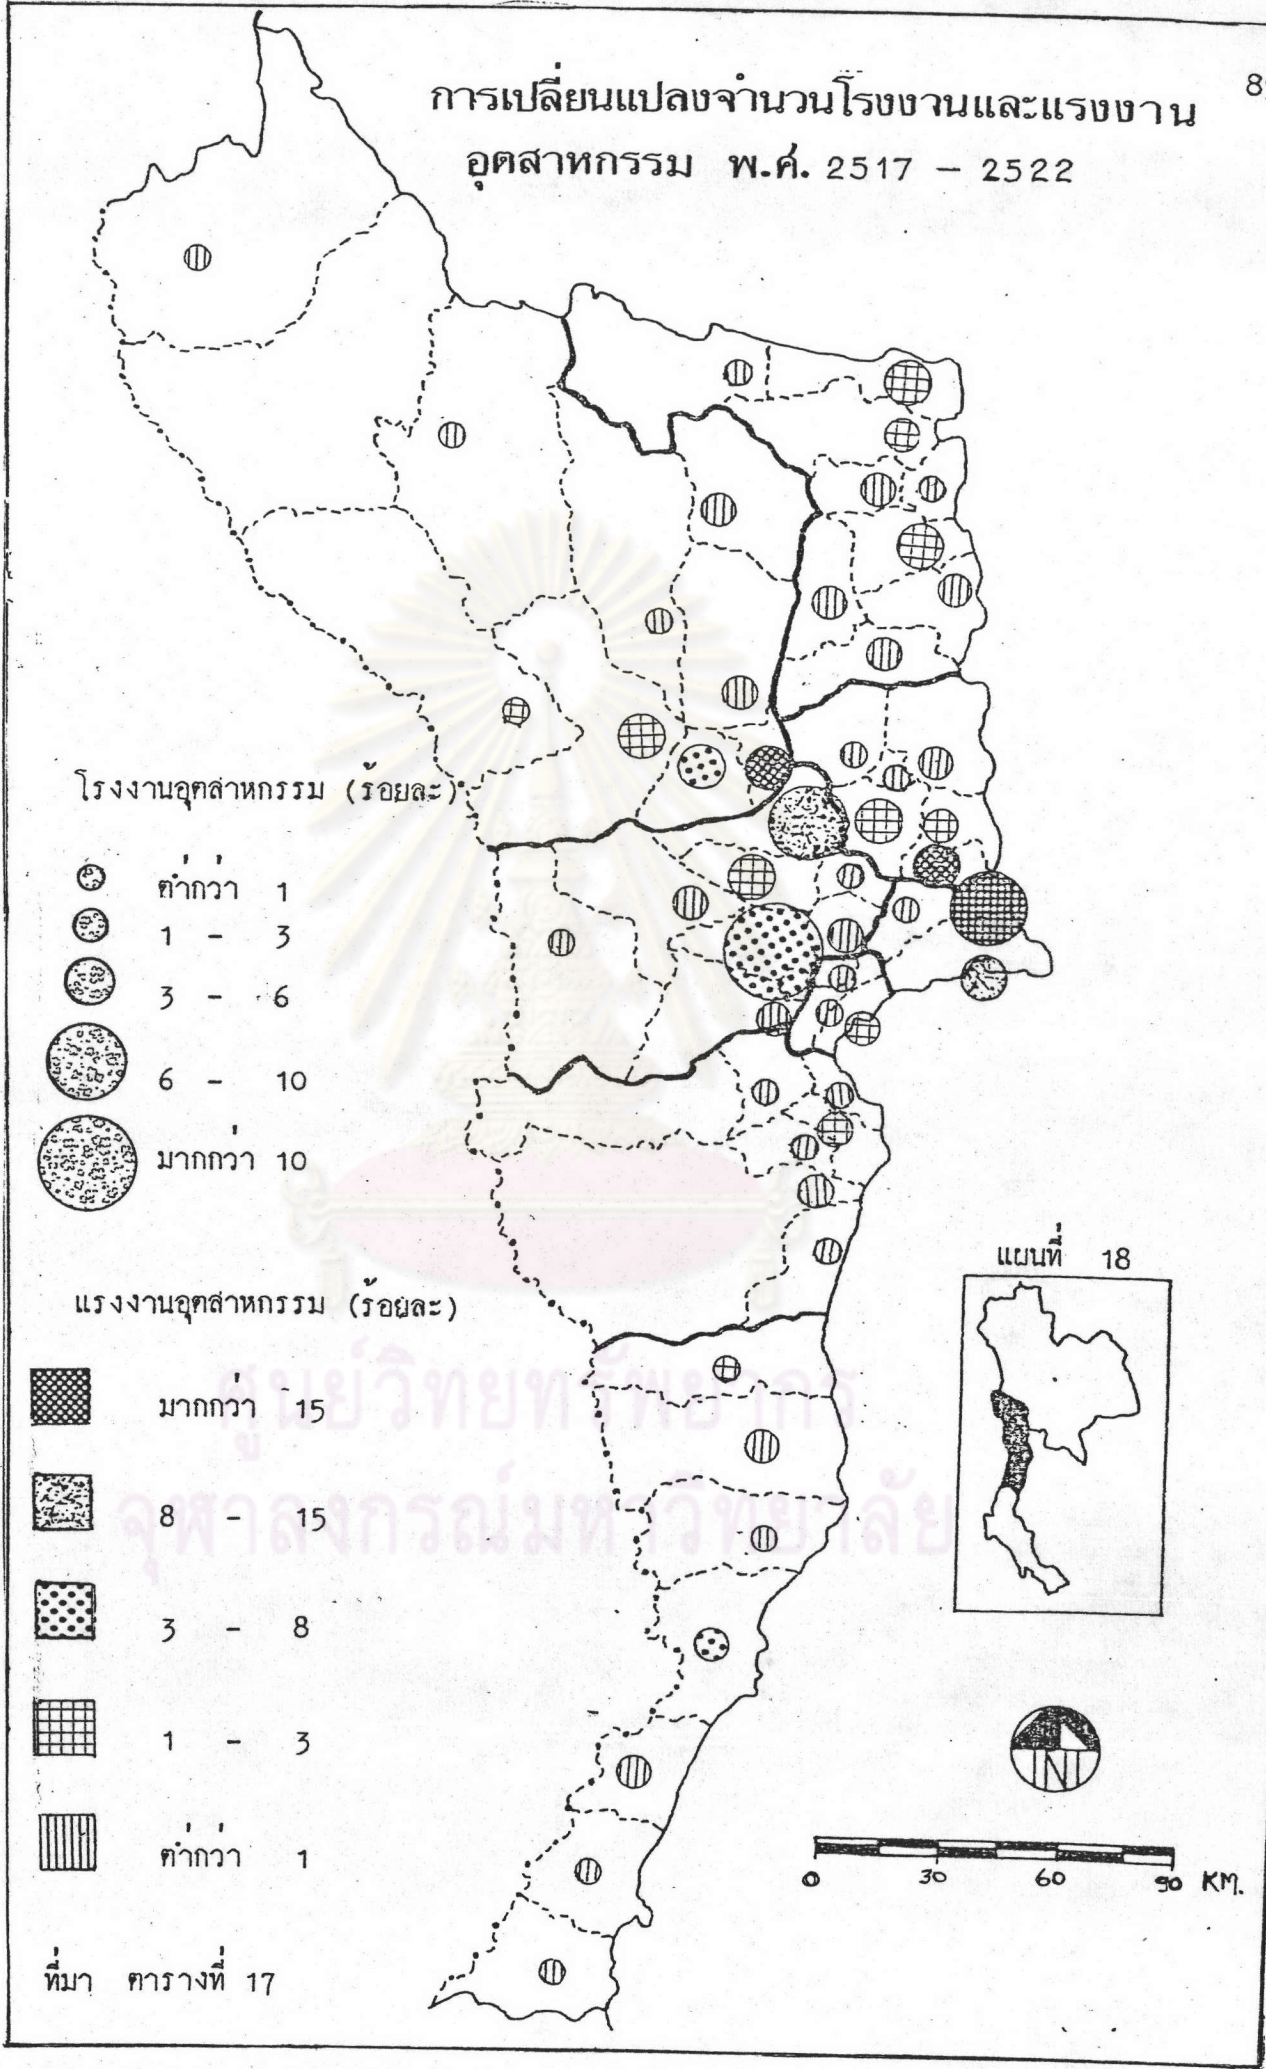 การเปลี่ยนแปลงจำนวนโรงงานและแรงงาน
อุตสาหกรรม พ.ศ. 2517 - 2522
โรงงานอุตสาหกรรม (ร้อยละ)
ต่ำกว่า 1
1 - 3
3 - 6
6 - 10
มากกว่า 10
แรงงานอุตสาหกรรม (ร้อยละ)
มากกว่า 15
8 - 15
3 - 8
1 - 3
ต่ำกว่า 1
ที่มา ตารางที่ 17
แผนที่ 18
N
0 30 60 90 KM.
ศูนย์วิทยทรัพยากร
จุฬาลงกรณ์มหาวิทยาลัย